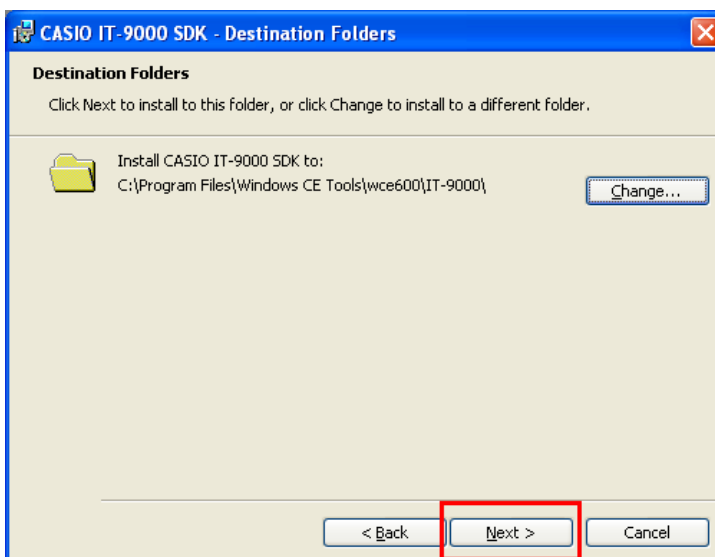 CASIO IT-9000 SDK - Destination Folders
Destination Folders
Click Next to install to this folder, or click Change to install to a different folder.
Install CASIO IT-9000 SDK to:
C:\Program Files\Windows CE Tools\wce600\IT-9000\
Change...
< Back
Next >
Cancel